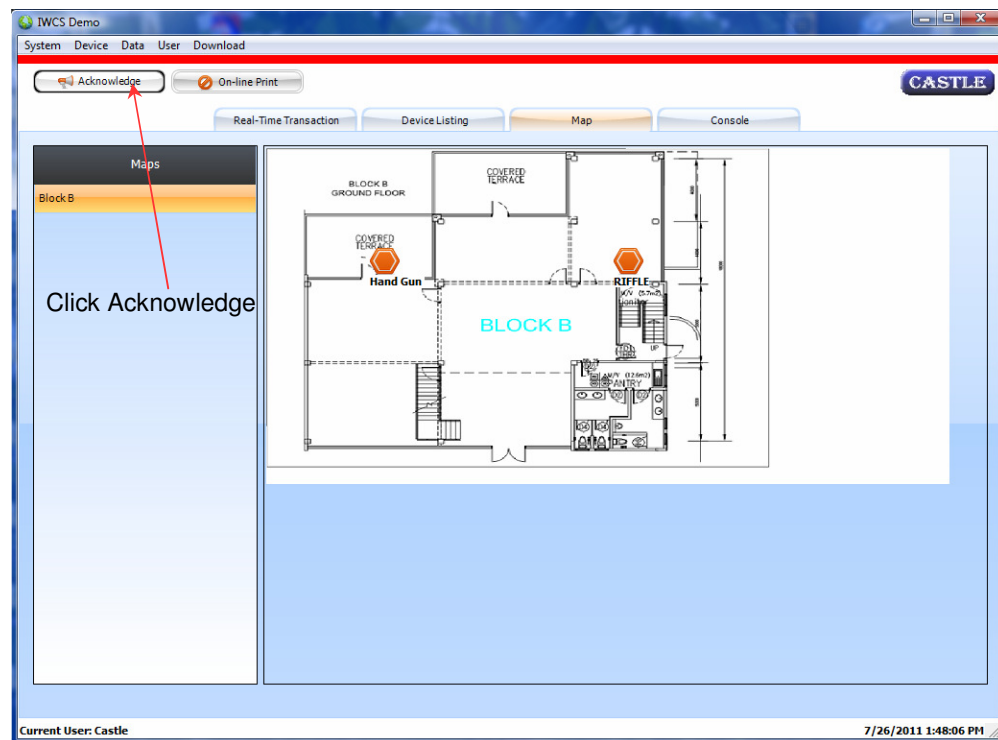 IWCS Demo
System Device Data User Download
Acknowledge
On-line Print
CASTLE
Real-Time Transaction
Device Listing
Map
Console
Maps
Block B
Click Acknowledge
BLOCK B
GROUND FLOOR
COVERED
TERRACE
COVERED
TERRACE
Hand Gun
RIFFLE
BLOCK B
UP
PANTRY
Current User: Castle
7/26/2011 1:48:06 PM